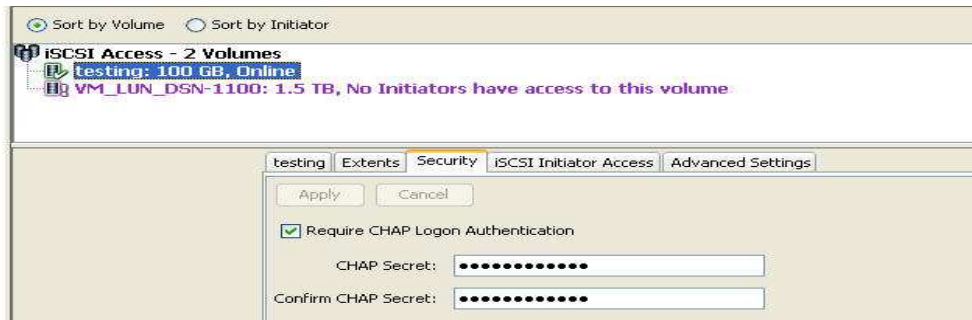 Sort by Volume Sort by Initiator
iSCSI Access - 2 Volumes
testing: 100 GB, Online
VM_LUN_DSN-1100: 1.5 TB, No Initiators have access to this volume
testing Extents Security iSCSI Initiator Access Advanced Settings
Apply Cancel
Require CHAP Logon Authentication
CHAP Secret: ●●●●●●●●●●●●
Confirm CHAP Secret: ●●●●●●●●●●●●